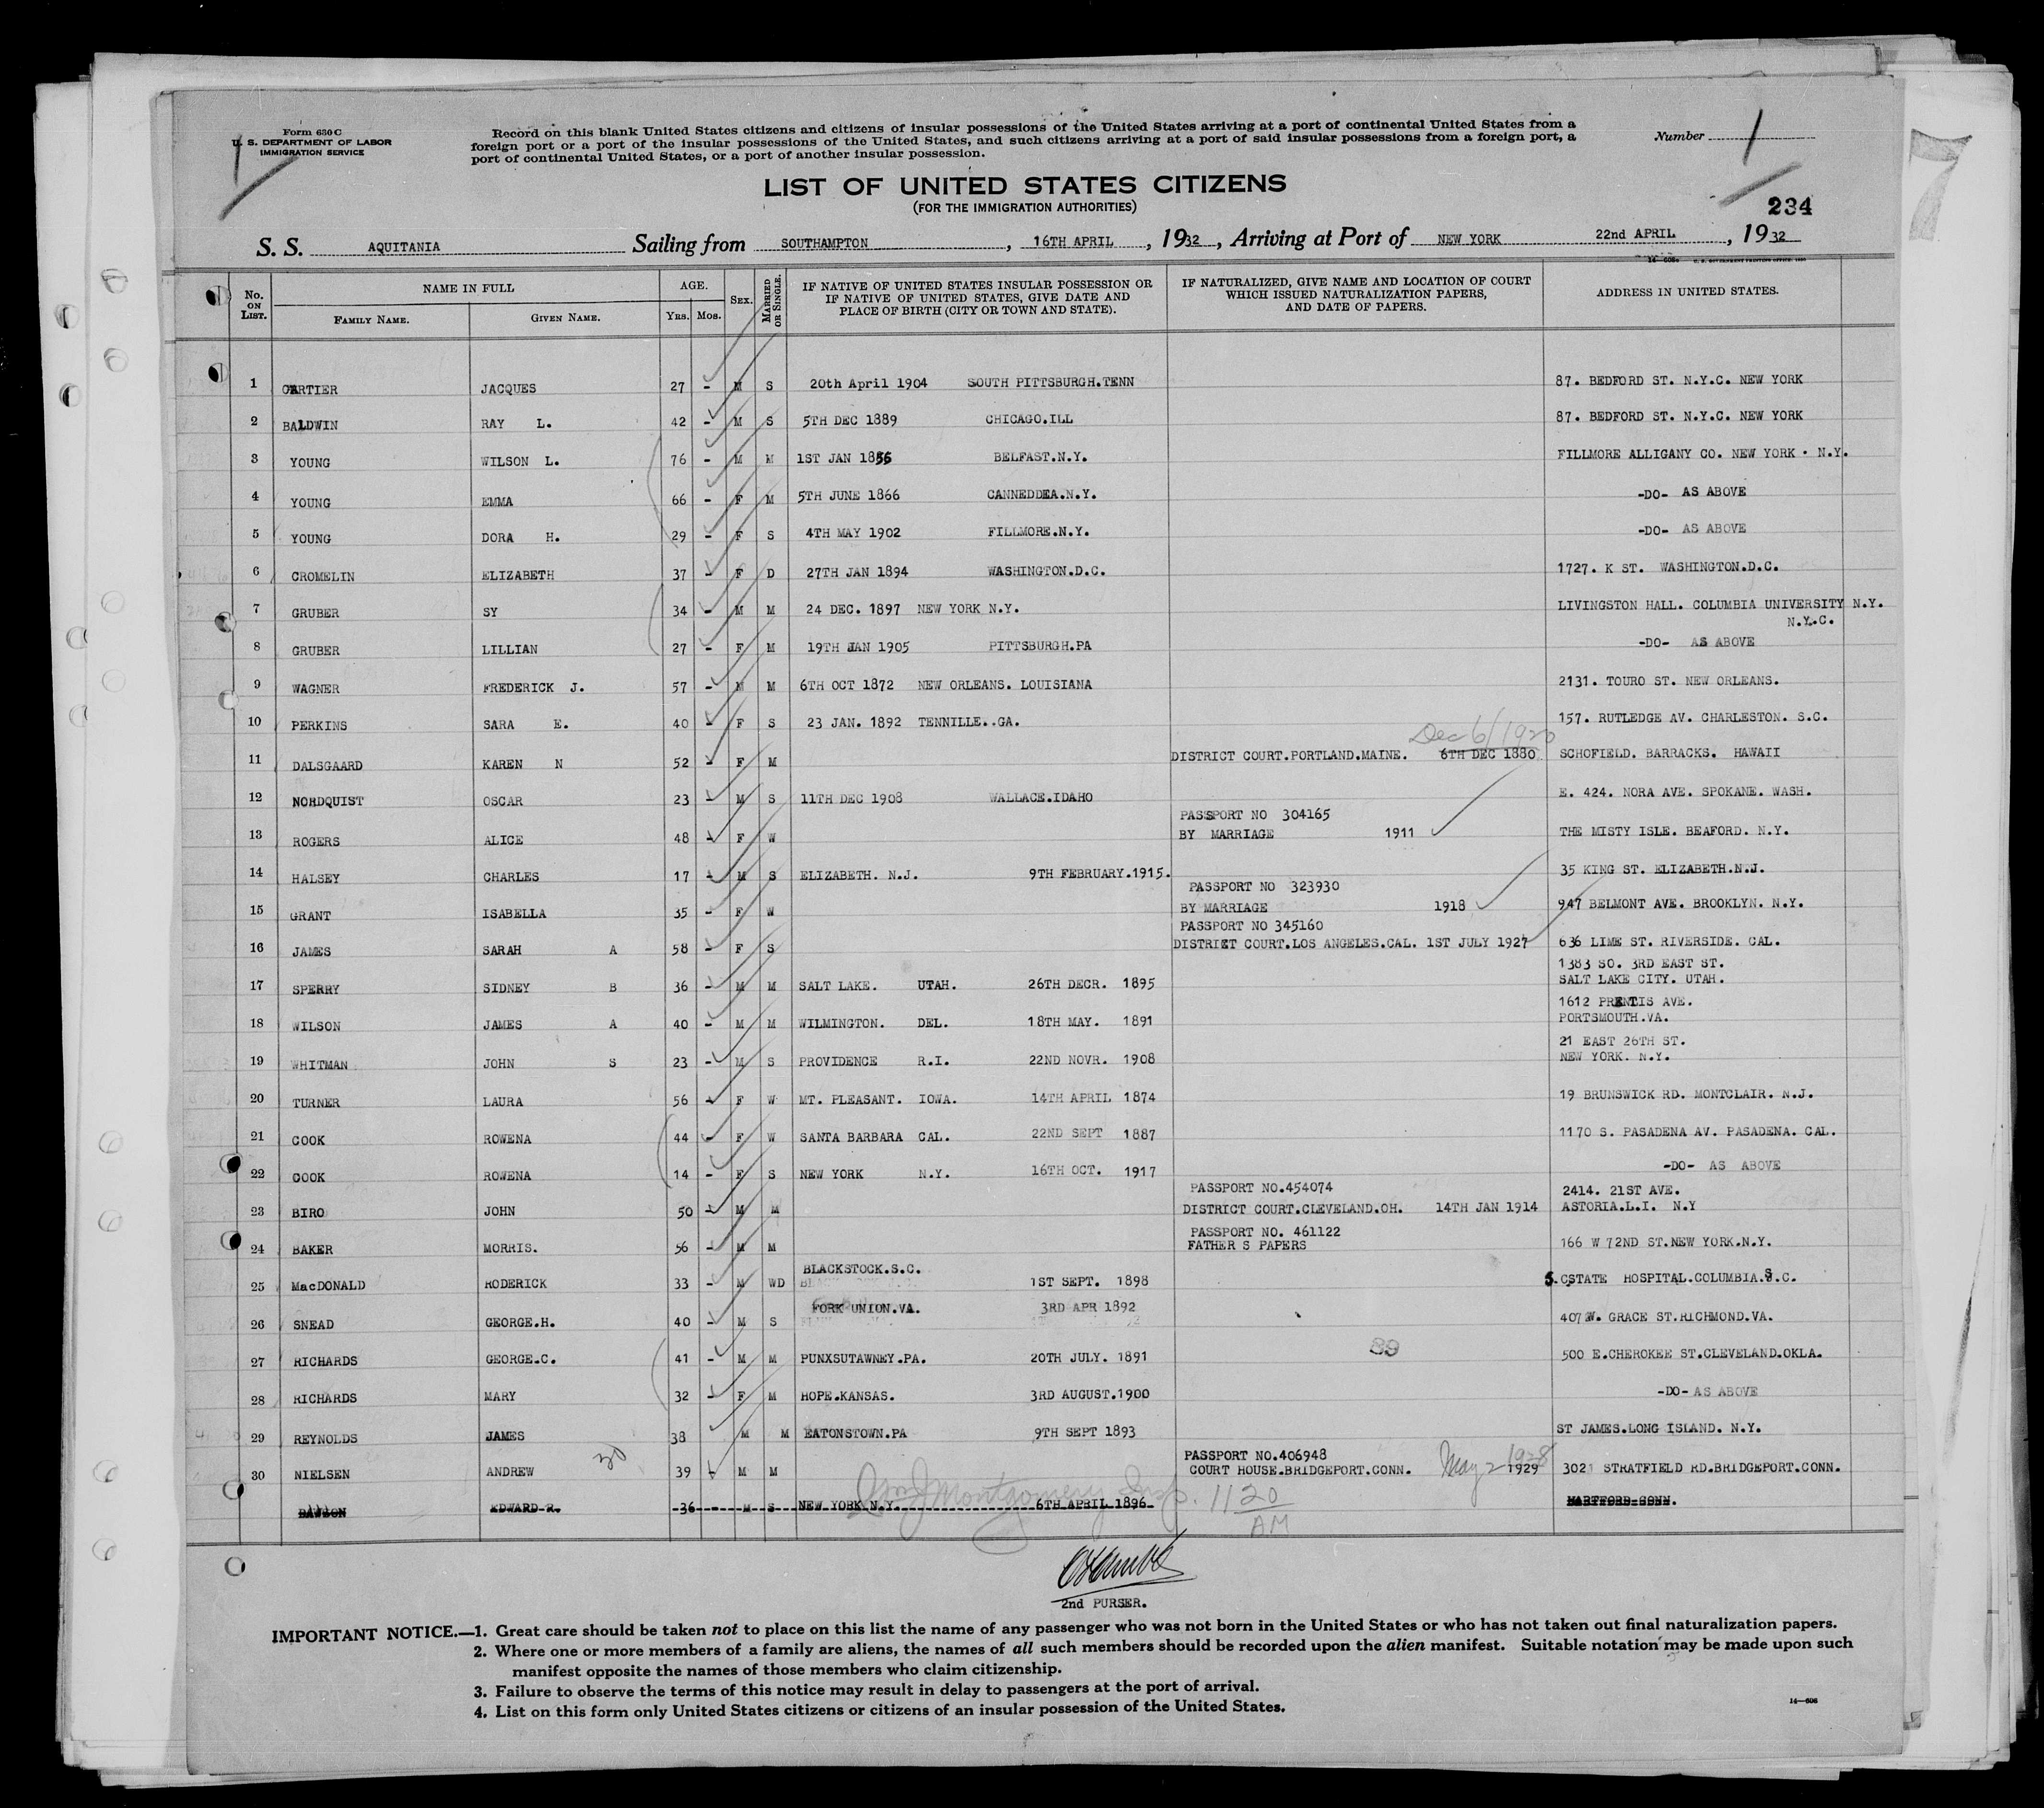 Form 630 C
U. S. DEPARTMENT OF LABOR
IMMIGRATION SERVICE
Record on this blank United States citizens and citizens of insular possessions of the United States arriving at a port of continental United States from a
foreign port or a port of the insular possessions of the United States, and such citizens arriving at a port of said insular possessions from a foreign port, a
port of continental United States, or a port of another insular possession.
Number 1
LIST OF UNITED STATES CITIZENS
(FOR THE IMMIGRATION AUTHORITIES)
234
S. S. AQUITANIA Sailing from SOUTHAMPTON, 16TH APRIL, 1932, Arriving at Port of NEW YORK 22nd APRIL, 1932
No. ON LIST. NAME IN FULL FAMILY NAME. GIVEN NAME. AGE. YRS. MOS. SEX. MARRIED OR SINGLE. IF NATIVE OF UNITED STATES INSULAR POSSESSION OR IF NATIVE OF UNITED STATES, GIVE DATE AND PLACE OF BIRTH (CITY OR TOWN AND STATE). IF NATURALIZED, GIVE NAME AND LOCATION OF COURT WHICH ISSUED NATURALIZATION PAPERS, AND DATE OF PAPERS. ADDRESS IN UNITED STATES.
1 CARTIER JACQUES 27 - M S 20th April 1904 SOUTH PITTSBURGH.TENN 87. BEDFORD ST. N.Y.C. NEW YORK
2 BALDWIN RAY L. 42 - M S 5TH DEC 1889 CHICAGO.ILL 87. BEDFORD ST. N.Y.C. NEW YORK
3 YOUNG WILSON L. 76 - M M 1ST JAN 1856 BELFAST.N.Y. FILLMORE ALLIGANY CO. NEW YORK . N.Y.
4 YOUNG EMMA 66 - F M 5TH JUNE 1866 CANNEDDEA.N.Y. -DO- AS ABOVE
5 YOUNG DORA H. 29 - F S 4TH MAY 1902 FILLMORE.N.Y. -DO- AS ABOVE
6 CROMELIN ELIZABETH 37 - F D 27TH JAN 1894 WASHINGTON.D.C. 1727. K ST. WASHINGTON.D.C.
7 GRUBER SY 34 - M M 24 DEC. 1897 NEW YORK N.Y. LIVINGSTON HALL. COLUMBIA UNIVERSITY N.Y.
N.Y.C.
8 GRUBER LILLIAN 27 - F M 19TH JAN 1905 PITTSBURGH.PA -DO- AS ABOVE
9 WAGNER FREDERICK J. 57 - M M 6TH OCT 1872 NEW ORLEANS. LOUISIANA 2131. TOURO ST. NEW ORLEANS.
10 PERKINS SARA E. 40 - F S 23 JAN. 1892 TENNILLE..GA. 157. RUTLEDGE AV. CHARLESTON. S.C.
Dec 6/1920
11 DALSGAARD KAREN N 52 - F M DISTRICT COURT.PORTLAND.MAINE. 6TH DEC 1880 SCHOFIELD. BARRACKS. HAWAII
12 NORDQUIST OSCAR 23 - M S 11TH DEC 1908 WALLACE.IDAHO E. 424. NORA AVE. SPOKANE. WASH.
PASSPORT NO 304165
13 ROGERS ALICE 48 - F W BY MARRIAGE 1911 THE MISTY ISLE. BEAFORD. N.Y.
14 HALSEY CHARLES 17 - M S ELIZABETH. N.J. 9TH FEBRUARY.1915. 35 KING ST. ELIZABETH.N.J.
PASSPORT NO 323930
15 GRANT ISABELLA 35 - F W BY MARRIAGE 1918 947 BELMONT AVE. BROOKLYN. N.Y.
PASSPORT NO 345160
16 JAMES SARAH A 58 - F S DISTRICT COURT.LOS ANGELES.CAL. 1ST JULY 1927 636 LIME ST. RIVERSIDE. CAL.
1383 SO. 3RD EAST ST.
17 SPERRY SIDNEY B 36 - M M SALT LAKE. UTAH. 26TH DECR. 1895 SALT LAKE CITY. UTAH.
1612 PRENTIS AVE.
18 WILSON JAMES A 40 - M M WILMINGTON. DEL. 18TH MAY. 1891 PORTSMOUTH.VA.
21 EAST 26TH ST.
19 WHITMAN JOHN S 23 - M S PROVIDENCE R.I. 22ND NOVR. 1908 NEW YORK. N.Y.
20 TURNER LAURA 56 - F W MT. PLEASANT. IOWA. 14TH APRIL 1874 19 BRUNSWICK RD. MONTCLAIR. N.J.
21 COOK ROWENA 44 - F W SANTA BARBARA CAL. 22ND SEPT 1887 1170 S. PASADENA AV. PASADENA. CAL.
22 COOK ROWENA 14 - F S NEW YORK N.Y. 16TH OCT. 1917 -DO- AS ABOVE
PASSPORT NO.454074 2414. 21ST AVE.
23 BIRO JOHN 50 - M M DISTRICT COURT.CLEVELAND.OH. 14TH JAN 1914 ASTORIA.L.I. N.Y
PASSPORT NO. 461122
24 BAKER MORRIS. 56 - M M FATHER S PAPERS 166 W 72ND ST.NEW YORK.N.Y.
BLACKSTOCK.S.C.
25 MacDONALD RODERICK 33 - M WD 1ST SEPT. 1898 S.CSTATE HOSPITAL.COLUMBIA.S.C.
FORK UNION.VA. 3RD APR 1892
26 SNEAD GEORGE.H. 40 - M S 407 W. GRACE ST.RICHMOND.VA.
89
27 RICHARDS GEORGE.C. 41 - M M PUNXSUTAWNEY.PA. 20TH JULY. 1891 500 E.CHEROKEE ST.CLEVELAND.OKLA.
28 RICHARDS MARY 32 - F M HOPE.KANSAS. 3RD AUGUST.1900 -DO- AS ABOVE
29 REYNOLDS JAMES 38 M M EATONSTOWN.PA 9TH SEPT 1893 ST JAMES.LONG ISLAND. N.Y.
30 PASSPORT NO.406948
30 NIELSEN ANDREW 39 - M M COURT HOUSE.BRIDGEPORT.CONN. May 2 1928 1929 3021 STRATFIELD RD.BRIDGEPORT.CONN.
DAWSON EDWARD R. 36 M S NEW YORK N.Y. 6TH APRIL 1896 HARTFORD CONN.
Montgomery Insp. 11 20 AM
2nd PURSER.
IMPORTANT NOTICE.—1. Great care should be taken not to place on this list the name of any passenger who was not born in the United States or who has not taken out final naturalization papers.
2. Where one or more members of a family are aliens, the names of all such members should be recorded upon the alien manifest. Suitable notation may be made upon such
manifest opposite the names of those members who claim citizenship.
3. Failure to observe the terms of this notice may result in delay to passengers at the port of arrival.
4. List on this form only United States citizens or citizens of an insular possession of the United States.
14—606